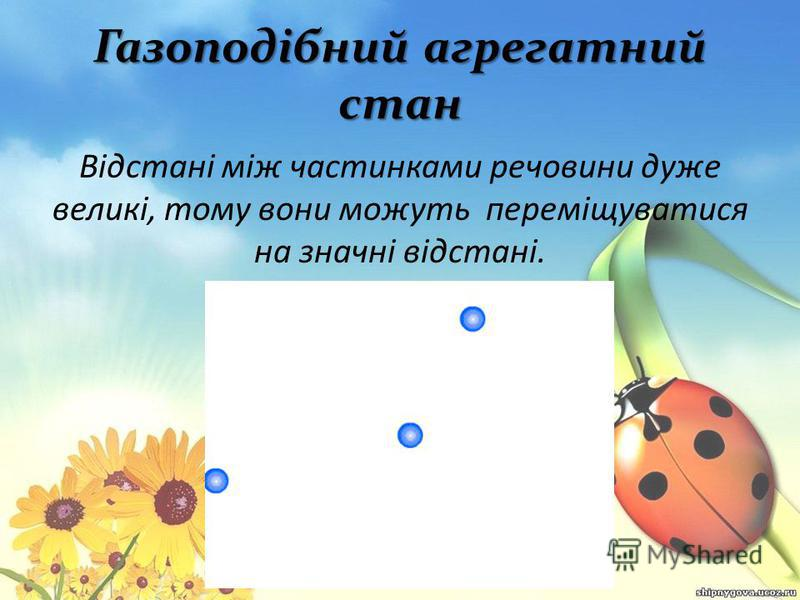 Газоподібний агрегатний
стан
Відстані між частинками речовини дуже
великі, тому вони можуть переміщуватися
на значні відстані.
MyShared
shipnygova.ucoz.ru